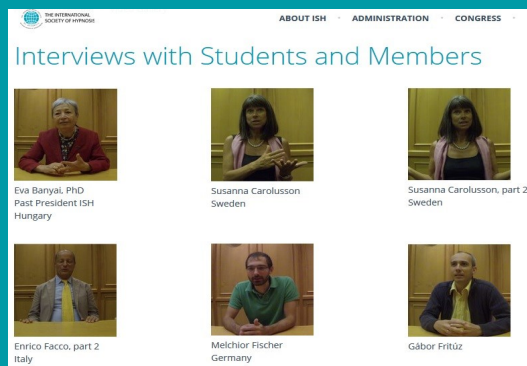 THE INTERNATIONAL
SOCIETY OF HYPNOSIS
ABOUT ISH · ADMINISTRATION · CONGRESS ·
Interviews with Students and Members
Eva Banyai, PhD
Past President ISH
Hungary
Susanna Carolusson
Sweden
Susanna Carolusson, part 2
Sweden
Enrico Facco, part 2
Italy
Melchior Fischer
Germany
Gábor Fritúz